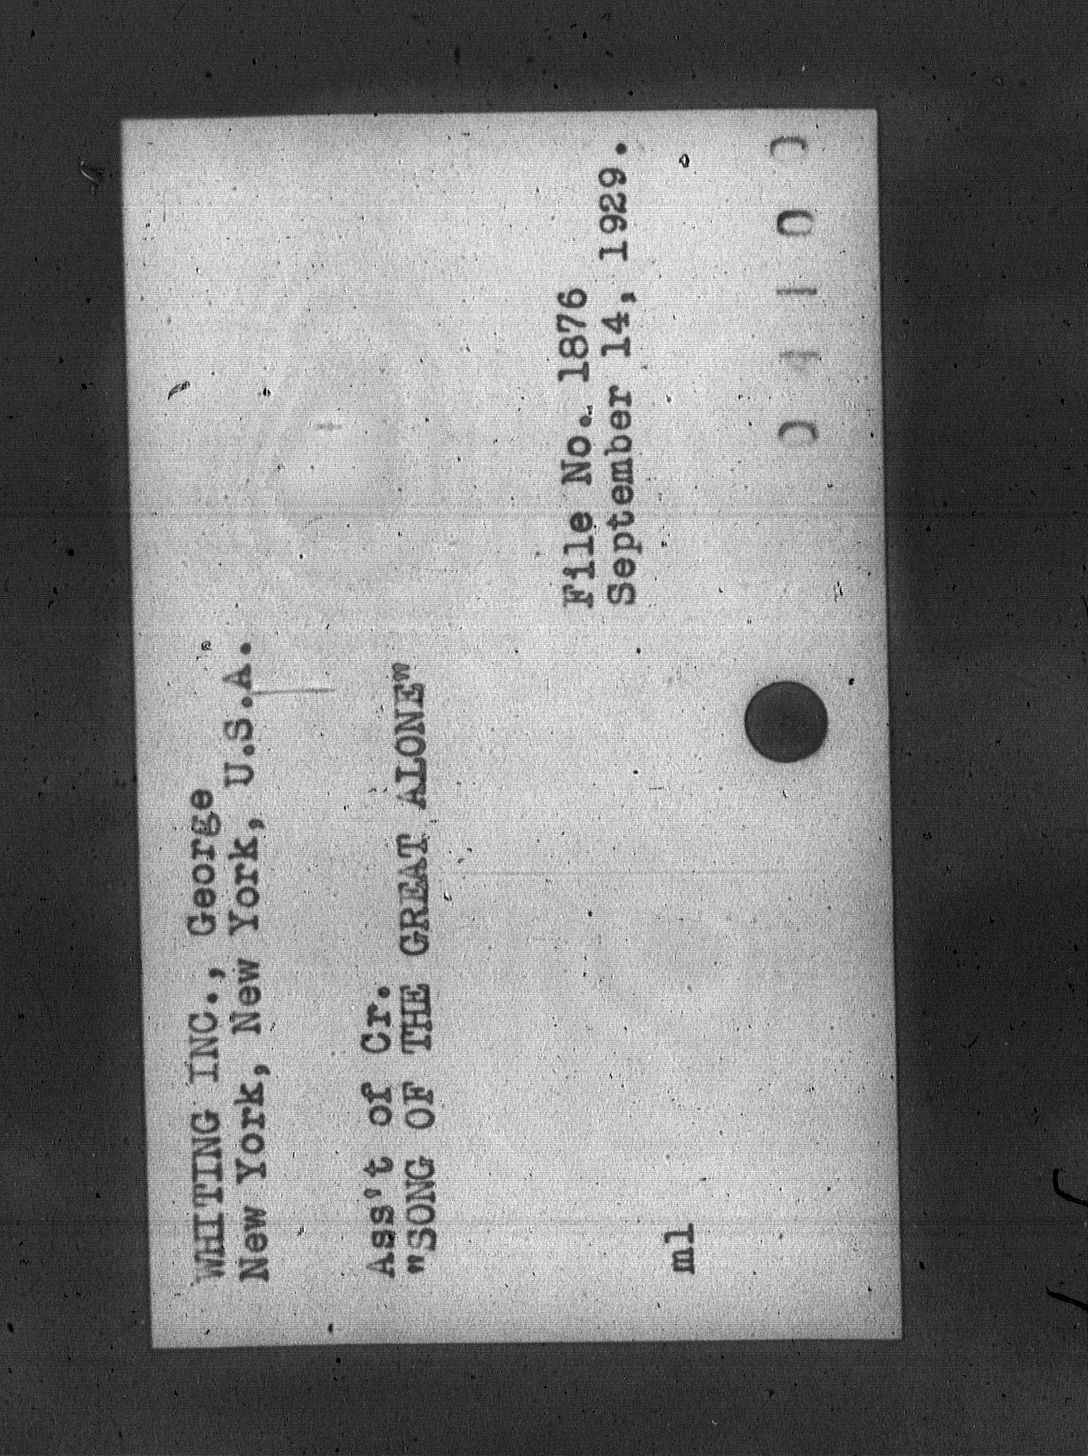 WHITING INC., George
New York, New York, U.S.A.
Ass't of Cr.
"SONG OF THE GREAT ALONE"
File No. 1876
September 14, 1929.
ml
04100